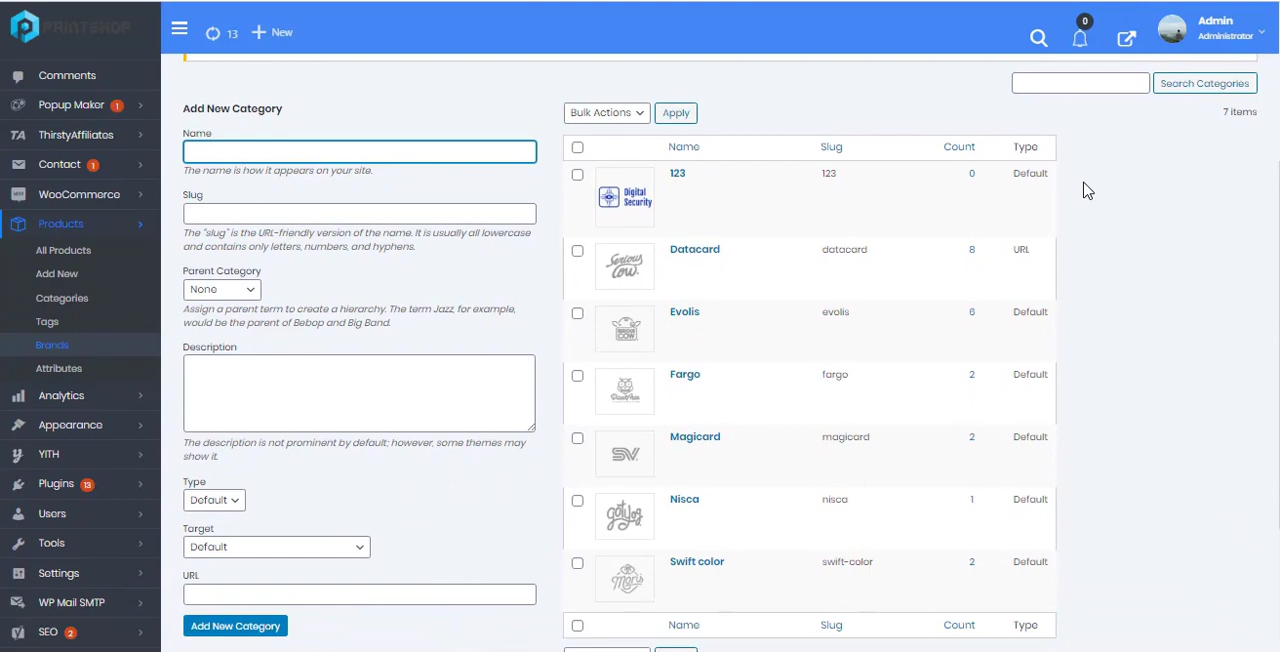 PRINTSHOP
13
New
0
Admin
Administrator
Comments
Popup Maker 1
ThirstyAffiliates
Contact 1
WooCommerce
Products
All Products
Add New
Categories
Tags
Brands
Attributes
Analytics
Appearance
YITH
Plugins 13
Users
Tools
Settings
WP Mail SMTP
SEO 2
Search Categories
7 items
Add New Category
Name
The name is how it appears on your site.
Slug
The "slug" is the URL-friendly version of the name. It is usually all lowercase
and contains only letters, numbers, and hyphens.
Parent Category
None
Assign a parent term to create a hierarchy. The term Jazz, for example,
would be the parent of Bebop and Big Band.
Description
The description is not prominent by default; however, some themes may
show it.
Type
Default
Target
Default
URL
Add New Category
Bulk Actions
Apply
Name Slug Count Type
Digital
Security
123 123 0 Default
Serious
Cow.
Datacard datacard 8 URL
Evolis evolis 6 Default
Fargo fargo 2 Default
SV.
Magicard magicard 2 Default
Nisca nisca 1 Default
Swift color swift-color 2 Default
Name Slug Count Type